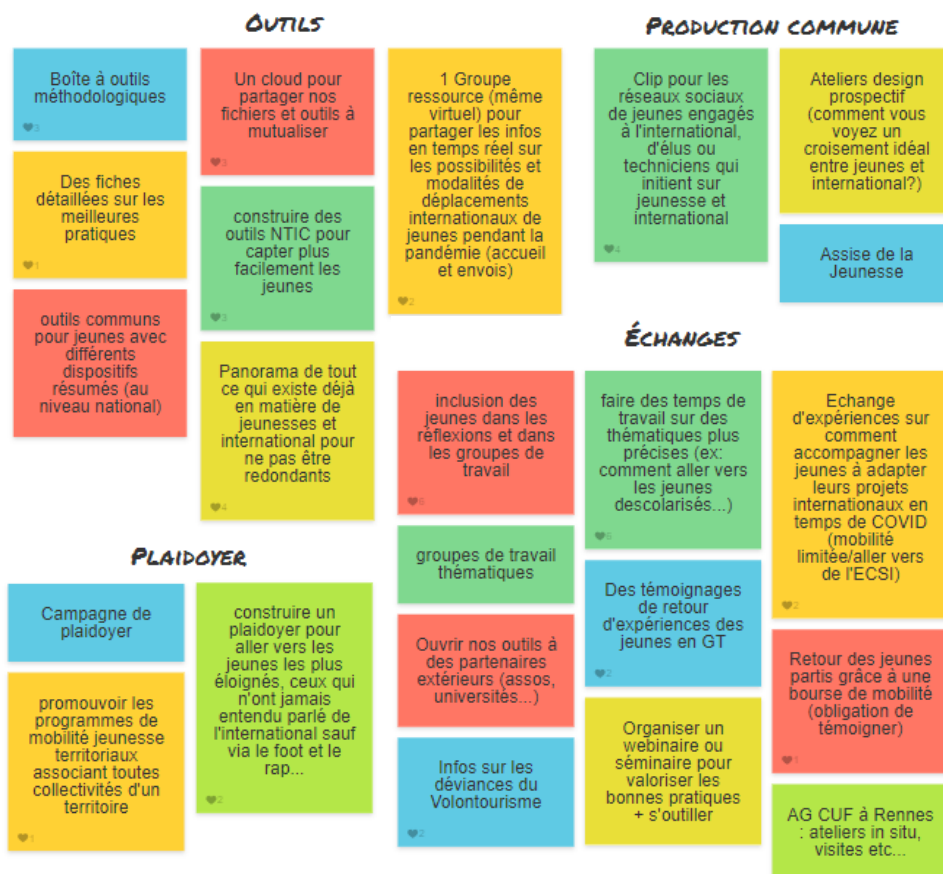 OUTILS
Boîte à outils
méthodologiques
3
Des fiches
détaillées sur les
meilleures
pratiques
1
outils communs
pour jeunes avec
différents
dispositifs
résumés (au
niveau national)
Un cloud pour
partager nos
fichiers et outils à
mutualiser
3
construire des
outils NTIC pour
capter plus
facilement les
jeunes
3
Panorama de tout
ce qui existe déjà
en matière de
jeunesses et
international pour
ne pas être
redondants
4
1 Groupe
ressource (même
virtuel) pour
partager les infos
en temps réel sur
les possibilités et
modalités de
déplacements
internationaux de
jeunes pendant la
pandémie (accueil
et envois)
2
PRODUCTION COMMUNE
Clip pour les
réseaux sociaux
de jeunes engagés
à l'international,
d'élus ou
techniciens qui
initient sur
jeunesse et
international
4
Ateliers design
prospectif
(comment vous
voyez un
croisement idéal
entre jeunes et
international?)
Assise de la
Jeunesse
ÉCHANGES
inclusion des
jeunes dans les
réflexions et dans
les groupes de
travail
6
groupes de travail
thématiques
Ouvrir nos outils à
des partenaires
extérieurs (assos,
universités...)
Infos sur les
déviances du
Volontourisme
2
faire des temps de
travail sur des
thématiques plus
précises (ex:
comment aller vers
les jeunes
descolarisés...)
6
Des témoignages
de retour
d'expériences des
jeunes en GT
2
Organiser un
webinaire ou
séminaire pour
valoriser les
bonnes pratiques
+ s'outiller
Echange
d'expériences sur
comment
accompagner les
jeunes à adapter
leurs projets
internationaux en
temps de COVID
(mobilité
limitée/aller vers
de l'ECSI)
2
Retour des jeunes
partis grâce à une
bourse de mobilité
(obligation de
témoigner)
1
AG CUF à Rennes
: ateliers in situ,
visites etc...
PLAIDOYER
Campagne de
plaidoyer
promouvoir les
programmes de
mobilité jeunesse
territoriaux
associant toutes
collectivités d'un
territoire
1
construire un
plaidoyer pour
aller vers les
jeunes les plus
éloignés, ceux qui
n'ont jamais
entendu parlé de
l'international sauf
via le foot et le
rap...
2